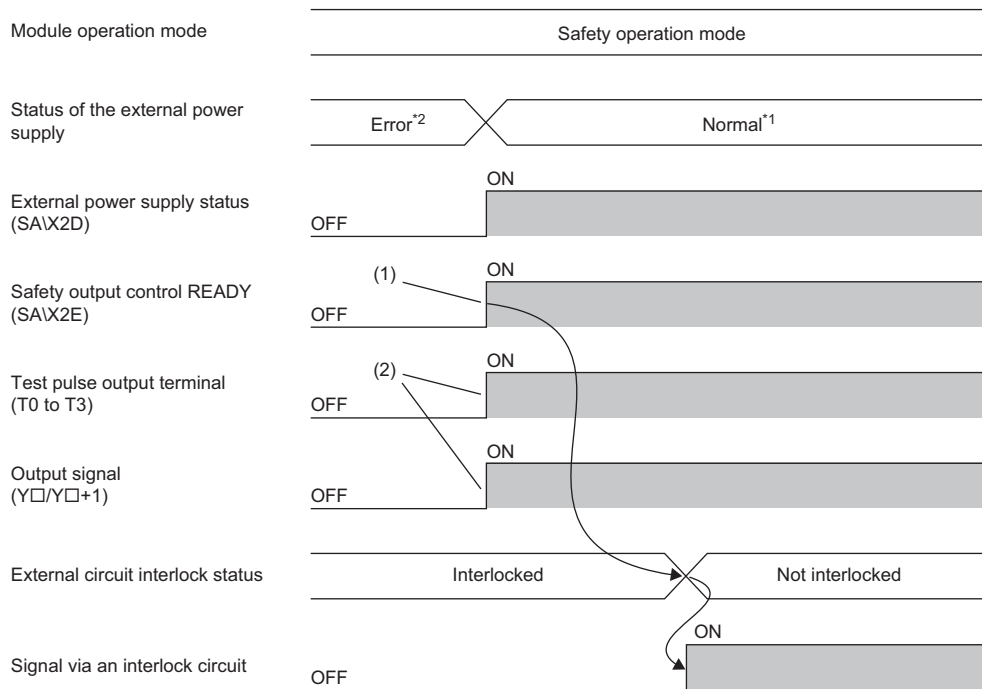 Module operation mode
Safety operation mode
Status of the external power
supply
Error*2
Normal*1
ON
External power supply status
(SA\X2D)
OFF
ON
(1)
Safety output control READY
(SA\X2E)
OFF
ON
(2)
Test pulse output terminal
(T0 to T3)
OFF
ON
Output signal
(Y□/Y□+1)
OFF
External circuit interlock status
Interlocked
Not interlocked
ON
Signal via an interlock circuit
OFF